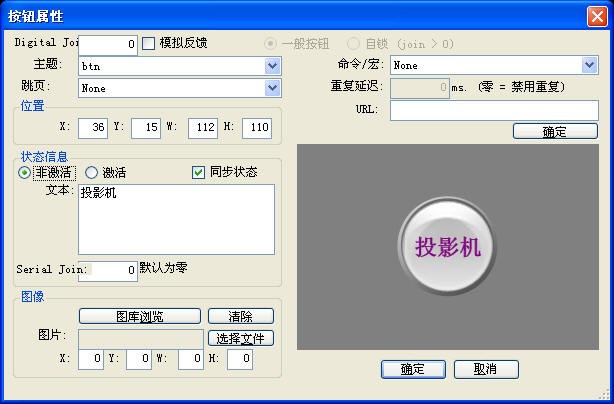 按钮属性
Digital Joi 0 模拟反馈 一般按钮 自锁 (join > 0)
主题: btn 命令/宏: None
跳页: None 重复延迟: 0 ms. (零 = 禁用重复)
URL:
位置
X: 36 Y: 15 W: 112 H: 110
确定
状态信息
非激活 激活 同步状态
文本: 投影机
投影机
Serial Join: 0 默认为零
图像
图库浏览 清除
图片: 选择文件
X: 0 Y: 0 W: 0 H: 0
确定 取消